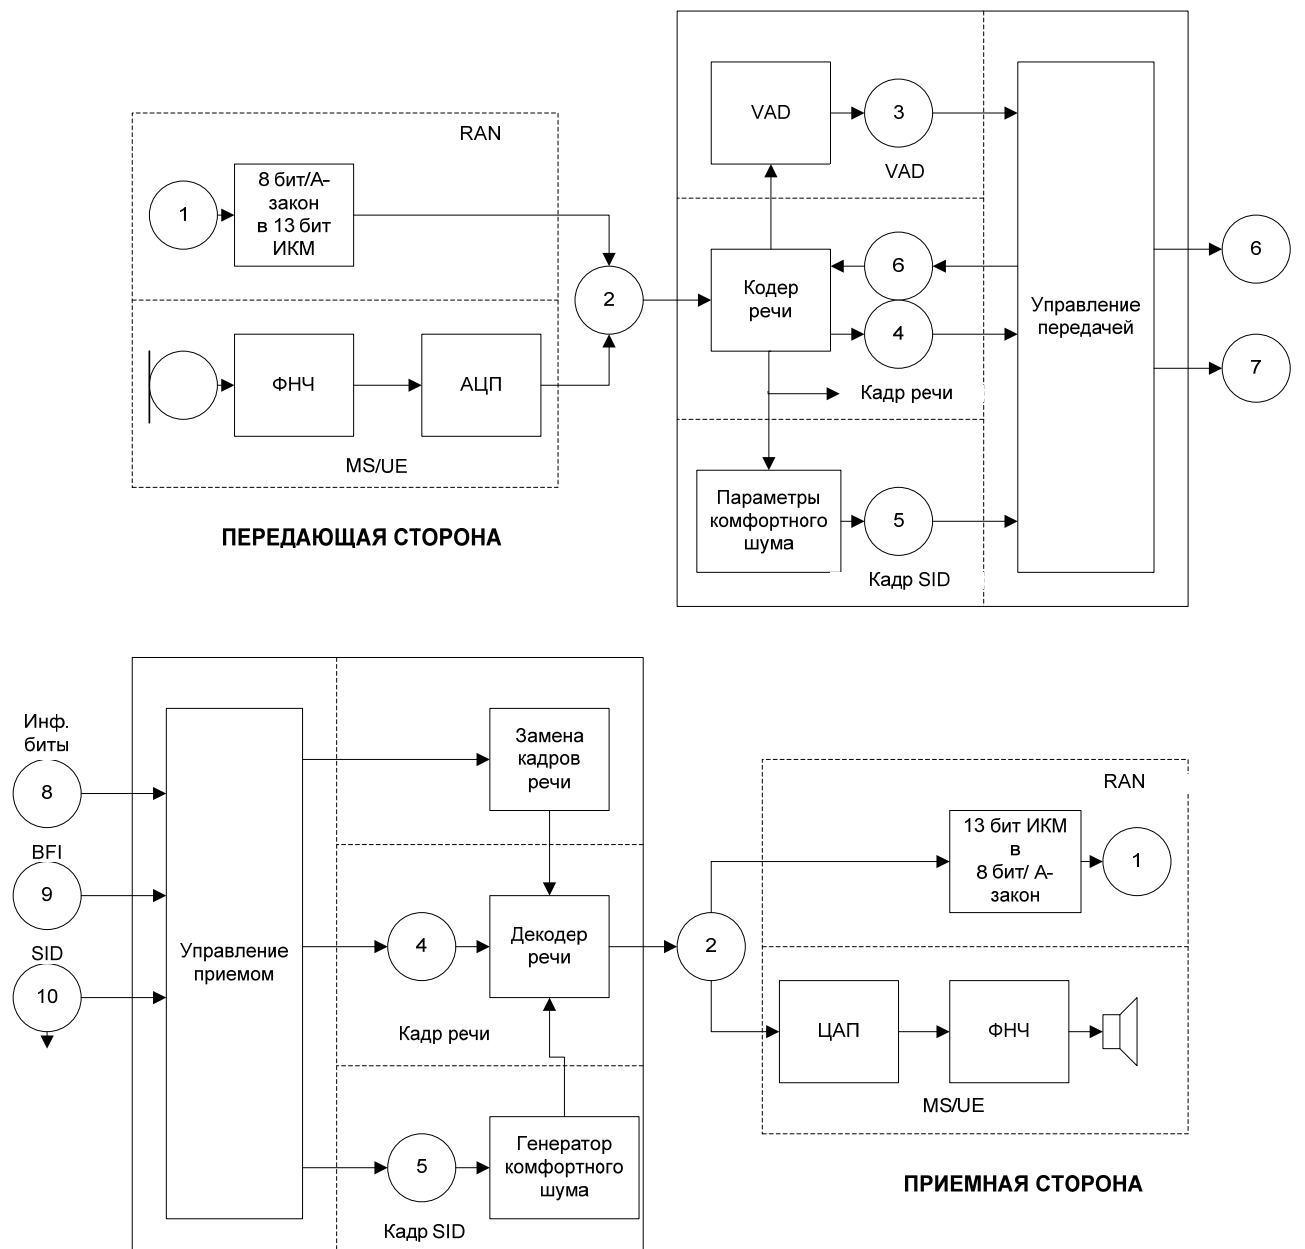 RAN
1
8 бит/А-
закон
в 13 бит
ИКМ
2
ФНЧ
АЦП
MS/UE
ПЕРЕДАЮЩАЯ СТОРОНА
VAD
3
VAD
Кодер
речи
6
4
Кадр речи
Параметры
комфортного
шума
5
Кадр SID
Управление
передачей
6
7
Инф.
биты
8
BFI
9
SID
10
Управление
приемом
Замена
кадров
речи
4
Декодер
речи
Кадр речи
5
Генератор
комфортного
шума
Кадр SID
2
RAN
13 бит ИКМ
в
8 бит/ А-
закон
1
ЦАП
ФНЧ
MS/UE
ПРИЕМНАЯ СТОРОНА